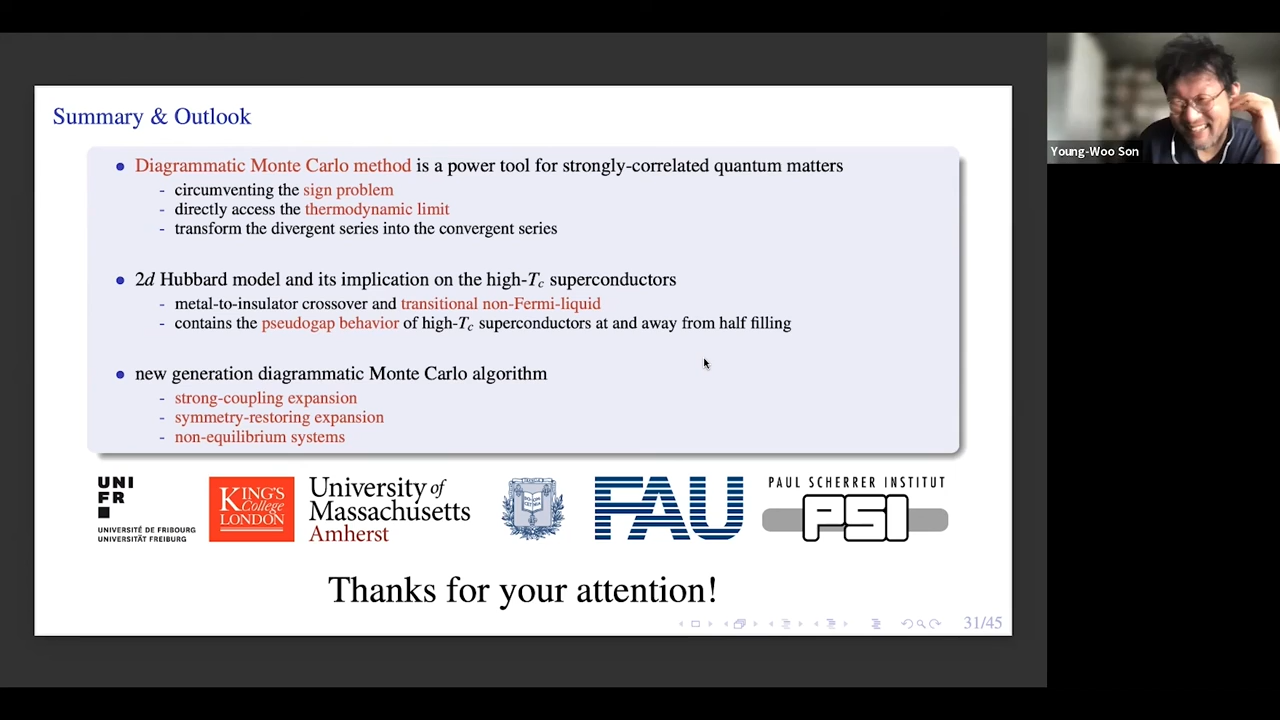 Summary & Outlook
Young-Woo Son
• Diagrammatic Monte Carlo method is a power tool for strongly-correlated quantum matters
- circumventing the sign problem
- directly access the thermodynamic limit
- transform the divergent series into the convergent series
• 2d Hubbard model and its implication on the high-Tc superconductors
- metal-to-insulator crossover and transitional non-Fermi-liquid
- contains the pseudogap behavior of high-Tc superconductors at and away from half filling
• new generation diagrammatic Monte Carlo algorithm
- strong-coupling expansion
- symmetry-restoring expansion
- non-equilibrium systems
UNI
FR
UNIVERSITÉ DE FRIBOURG
UNIVERSITÄT FREIBURG
KING'S
College
LONDON
University of
Massachusetts
Amherst
FAU
PAUL SCHERRER INSTITUT
PSI
Thanks for your attention!
31/45